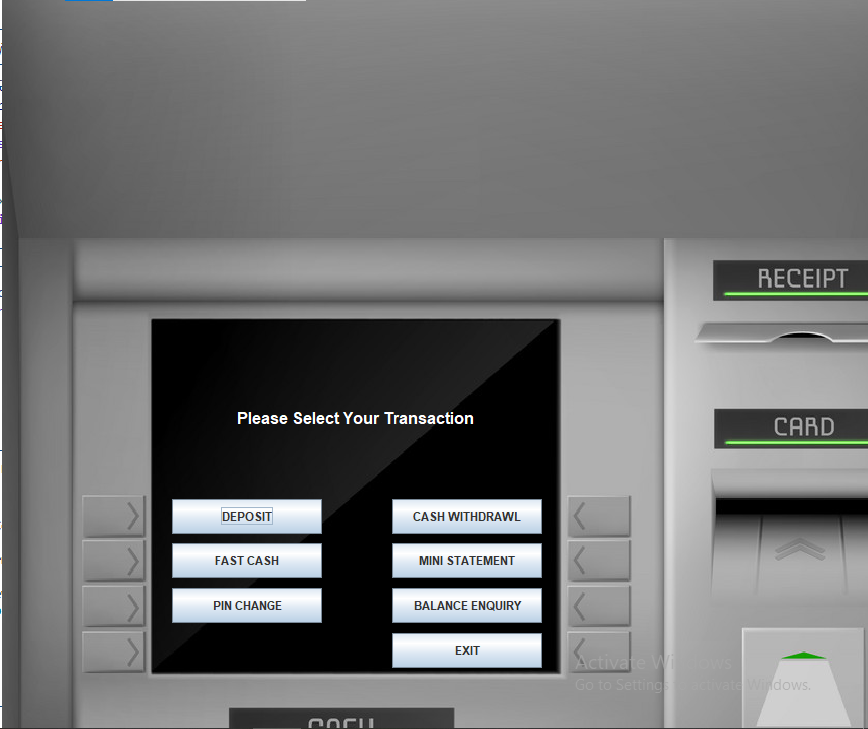 RECEIPT
Please Select Your Transaction
CARD
DEPOSIT
CASH WITHDRAWL
FAST CASH
MINI STATEMENT
PIN CHANGE
BALANCE ENQUIRY
EXIT
Activate Windows
Go to Settings to activate Windows.
CASH